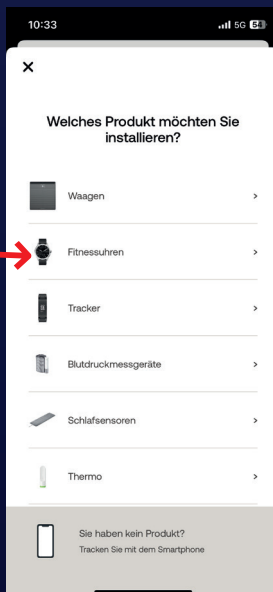 10:33
5G 54
Welches Produkt möchten Sie
installieren?
Waagen
Fitnessuhren
Tracker
Blutdruckmessgeräte
Schlafsensoren
Thermo
Sie haben kein Produkt?
Tracken Sie mit dem Smartphone